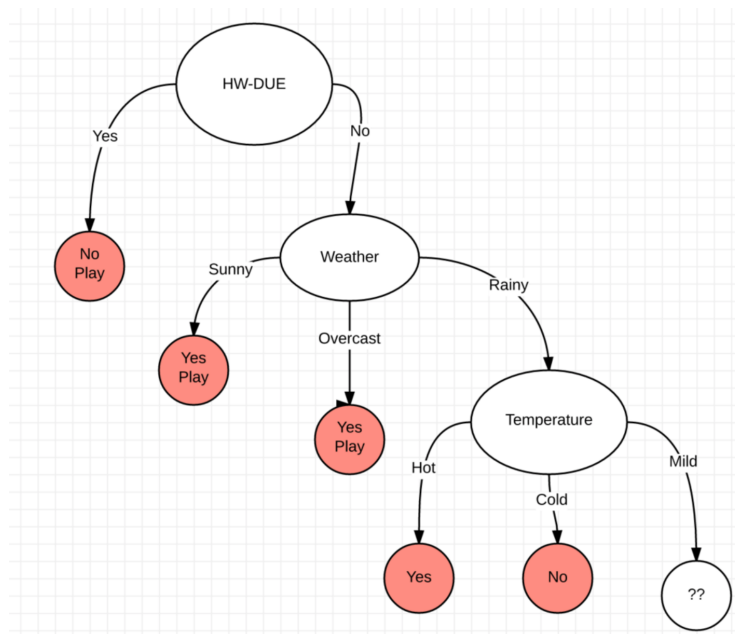 HW-DUE
Yes
No
No
Play
Weather
Sunny
Rainy
Overcast
Yes
Play
Yes
Play
Temperature
Hot
Mild
Cold
Yes
No
??